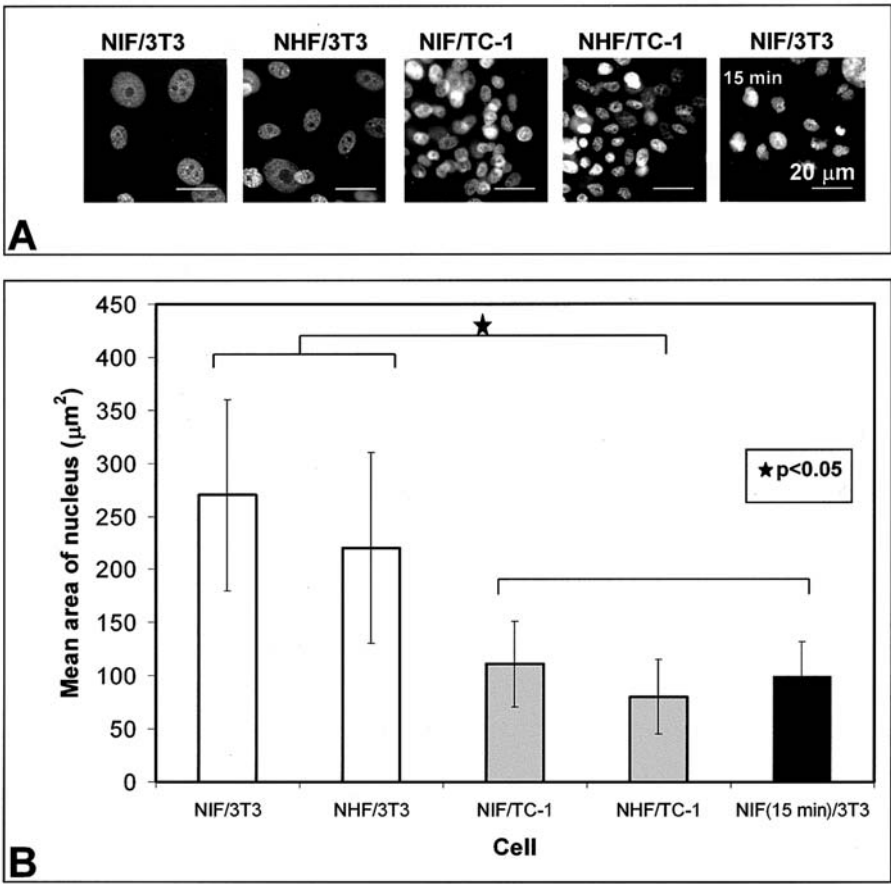 NIF/3T3 NHF/3T3 NIF/TC-1 NHF/TC-1 NIF/3T3
15 min
20 μm
A
450
400
350
300
250
200
150
100
50
0
Mean area of nucleus (μm²)
★
★p<0.05
NIF/3T3 NHF/3T3 NIF/TC-1 NHF/TC-1 NIF(15 min)/3T3
Cell
B